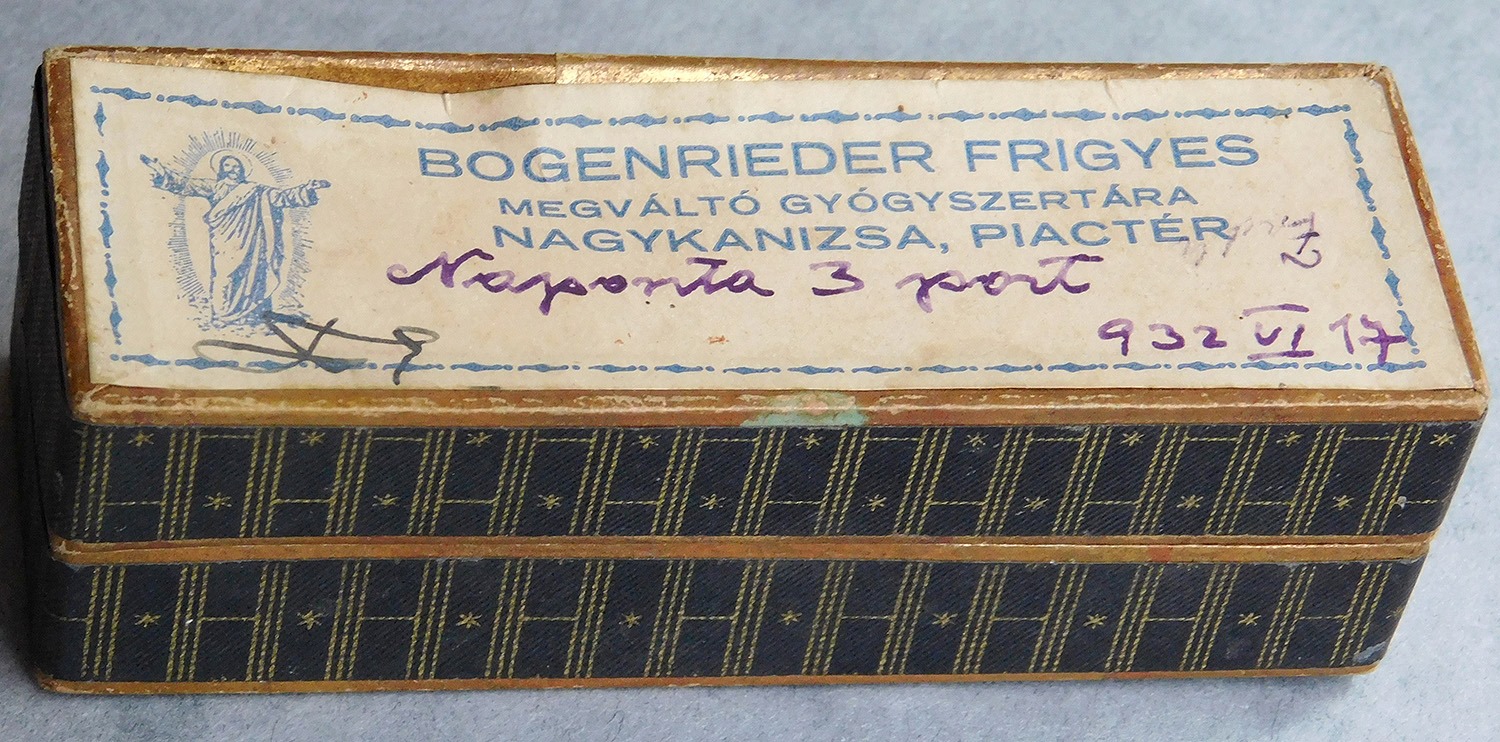 BOGENRIEDER FRIGYES
MEGVÁLTÓ GYÓGYSZERTÁRA
NAGYKANIZSA, PIACTÉR
Naponta 3 port
932 VI 17